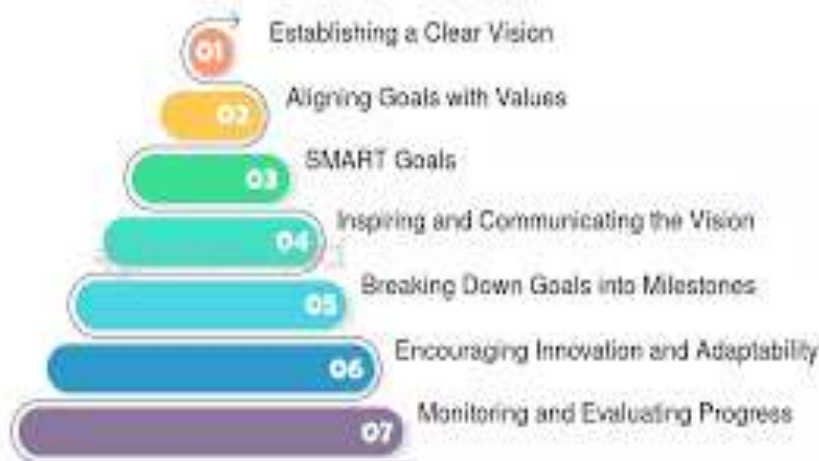 01 Establishing a Clear Vision
02 Aligning Goals with Values
03 SMART Goals
04 Inspiring and Communicating the Vision
05 Breaking Down Goals into Milestones
06 Encouraging Innovation and Adaptability
07 Monitoring and Evaluating Progress